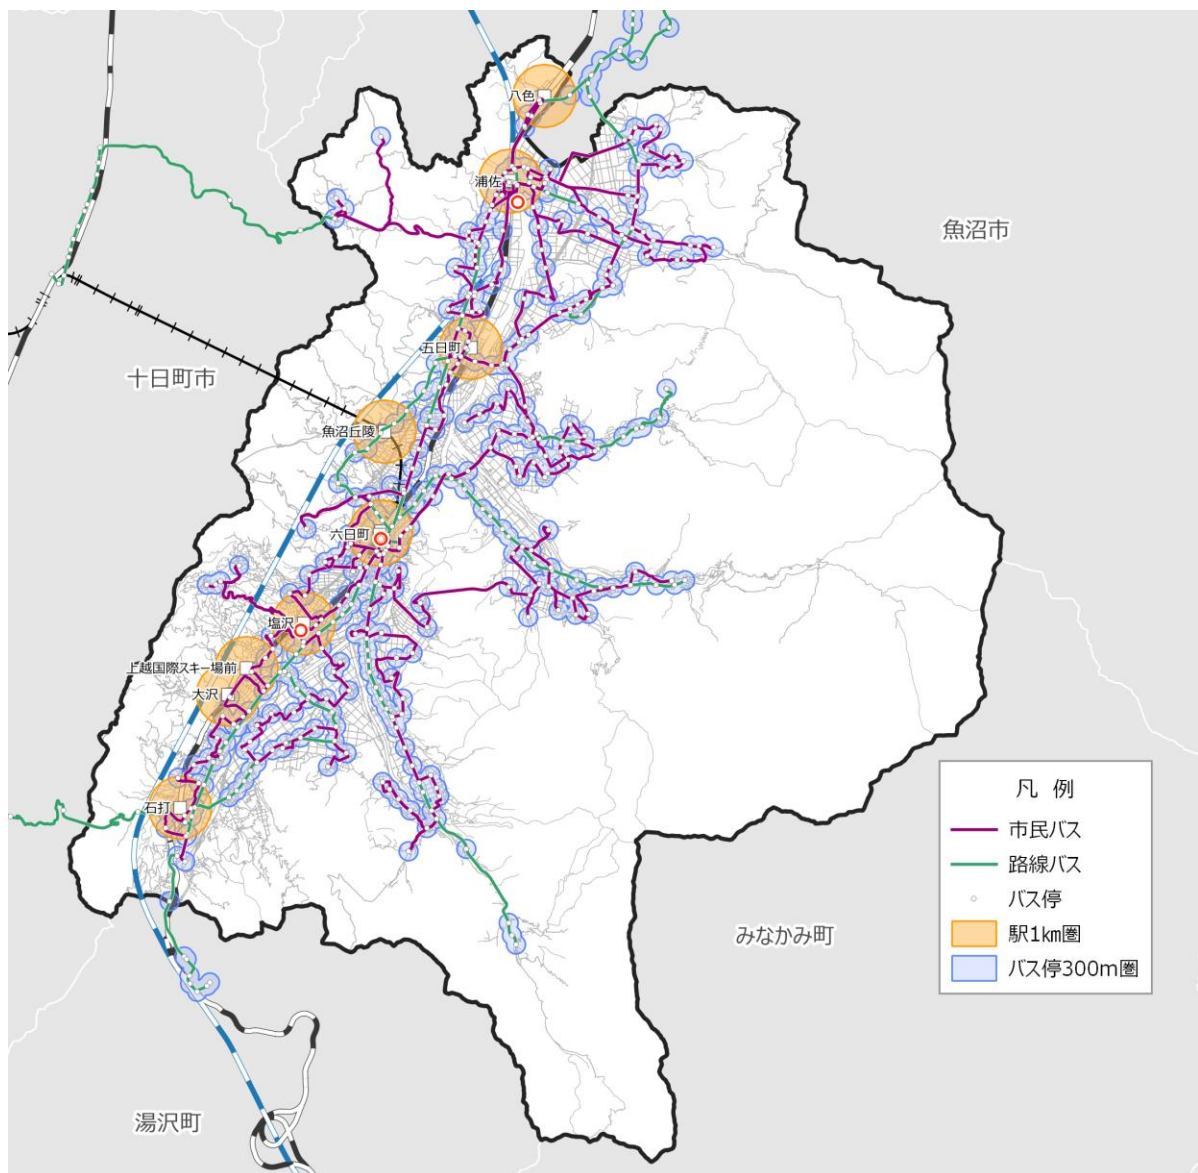 八色
浦佐
魚沼市
五日町
十日町市
魚沼丘陵
六日町
塩沢
上越国際スキー場前
大沢
石打
凡 例
市民バス
路線バス
バス停
駅1km圏
バス停300m圏
みなかみ町
湯沢町